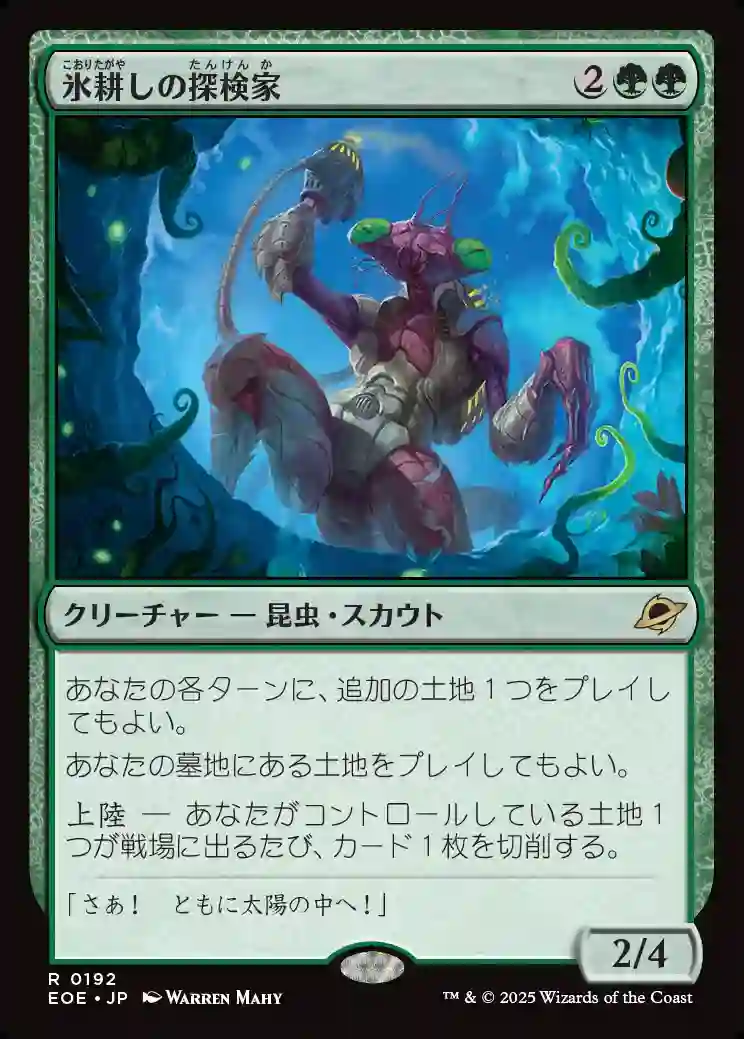 こおりたがや たんけん か
氷耕しの探検家 2
クリーチャー — 昆虫・スカウト
あなたの各ターンに、追加の土地1つをプレイし
てもよい。
あなたの墓地にある土地をプレイしてもよい。
上陸 — あなたがコントロールしている土地1
つが戦場に出るたび、カード1枚を切削する。
「さあ！　ともに太陽の中へ！」
2/4
R 0192
EOE • JP WARREN MAHY
™ & © 2025 Wizards of the Coast